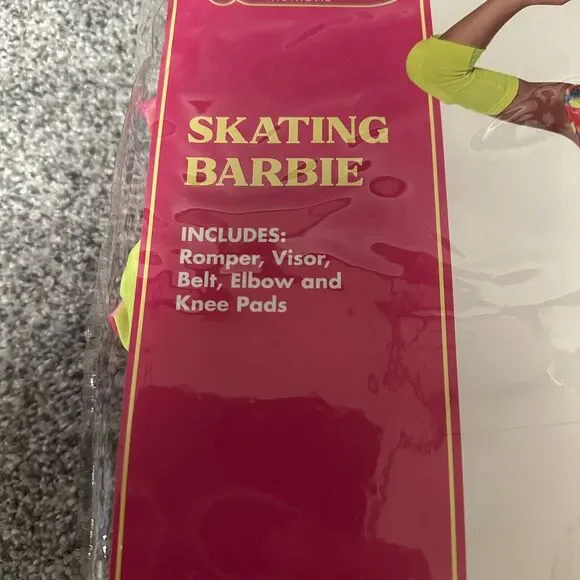 SKATING
BARBIE
INCLUDES:
Romper, Visor,
Belt, Elbow and
Knee Pads